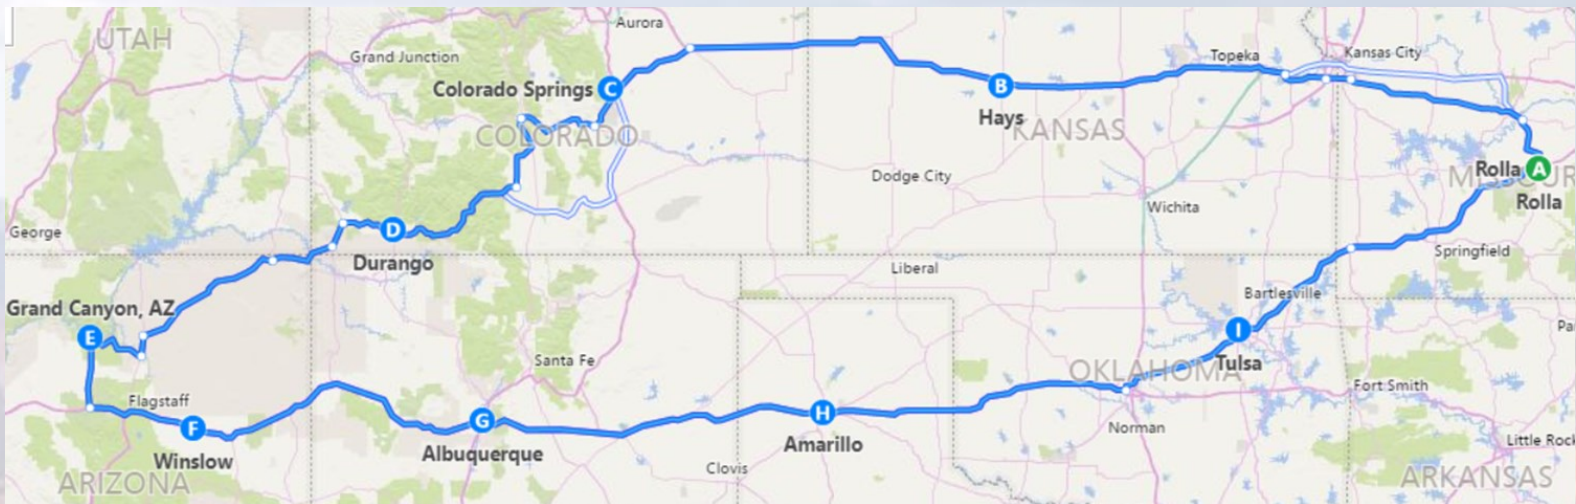 Aurora
UTAH
Grand Junction
Topeka
Kansas City
Colorado Springs
C
B
Hays
COLORADO
KANSAS
Dodge City
Rolla
A
Rolla
Wichita
George
D
Durango
Springfield
Liberal
Bartlesville
Grand Canyon, AZ
E
I
Tulsa
Santa Fe
OKLAHOMA
Fort Smith
Flagstaff
F
G
H
Winslow
Albuquerque
Amarillo
Norman
Clovis
Little Rock
ARIZONA
ARKANSAS